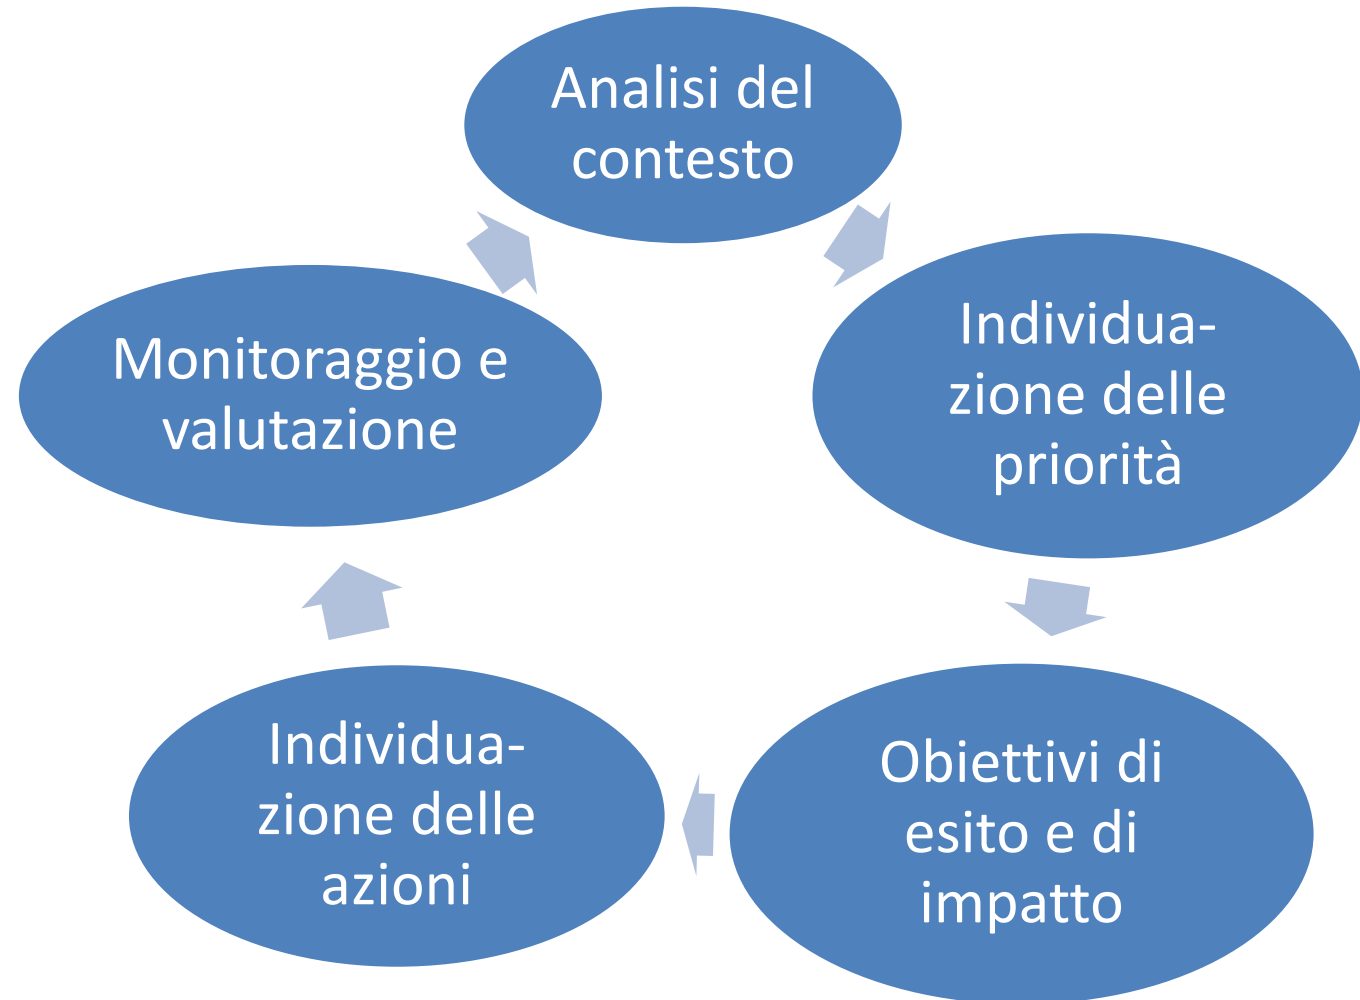 Analisi del
contesto
Individua-
zione delle
priorità
Obiettivi di
esito e di
impatto
Individua-
zione delle
azioni
Monitoraggio e
valutazione